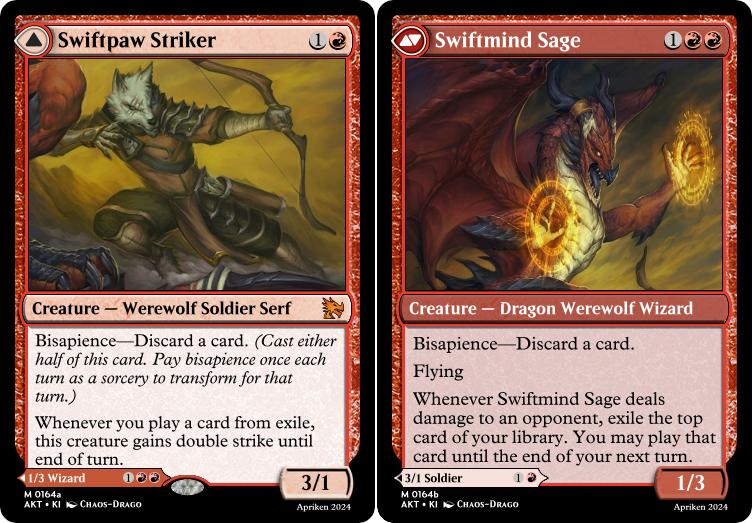 Swiftpaw Striker 1
Creature — Werewolf Soldier Serf
Bisapience—Discard a card. (Cast either
half of this card. Pay bisapience once each
turn as a sorcery to transform for that
turn.)
Whenever you play a card from exile,
this creature gains double strike until
end of turn.
1/3 Wizard 1
3/1
M 0164a
AKT • KI Chaos-Drago
Apriken 2024
Swiftmind Sage 1
Creature — Dragon Werewolf Wizard
Bisapience—Discard a card.
Flying
Whenever Swiftmind Sage deals
damage to an opponent, exile the top
card of your library. You may play that
card until the end of your next turn.
3/1 Soldier 1
1/3
M 0164b
AKT • KI Chaos-Drago
Apriken 2024